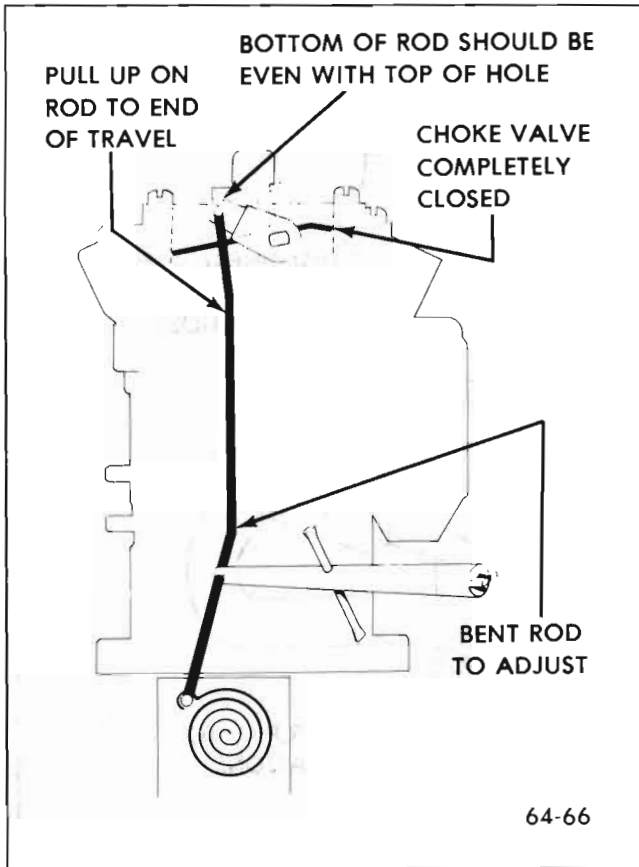 BOTTOM OF ROD SHOULD BE
EVEN WITH TOP OF HOLE
PULL UP ON
ROD TO END
OF TRAVEL
CHOKE VALVE
COMPLETELY
CLOSED
BENT ROD
TO ADJUST
64-66